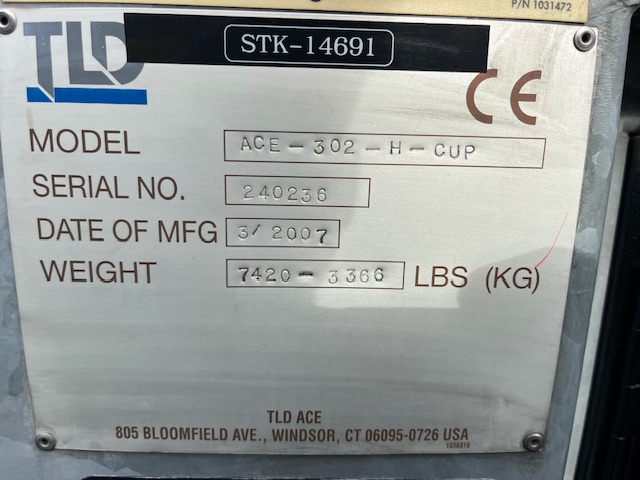 P/N 1031472
STK-14691
TLD
CE
MODEL ACE-302-H-CUP
SERIAL NO. 240236
DATE OF MFG 3/2007
WEIGHT 7420-3366 LBS (KG)
TLD ACE
805 BLOOMFIELD AVE., WINDSOR, CT 06095-0726 USA